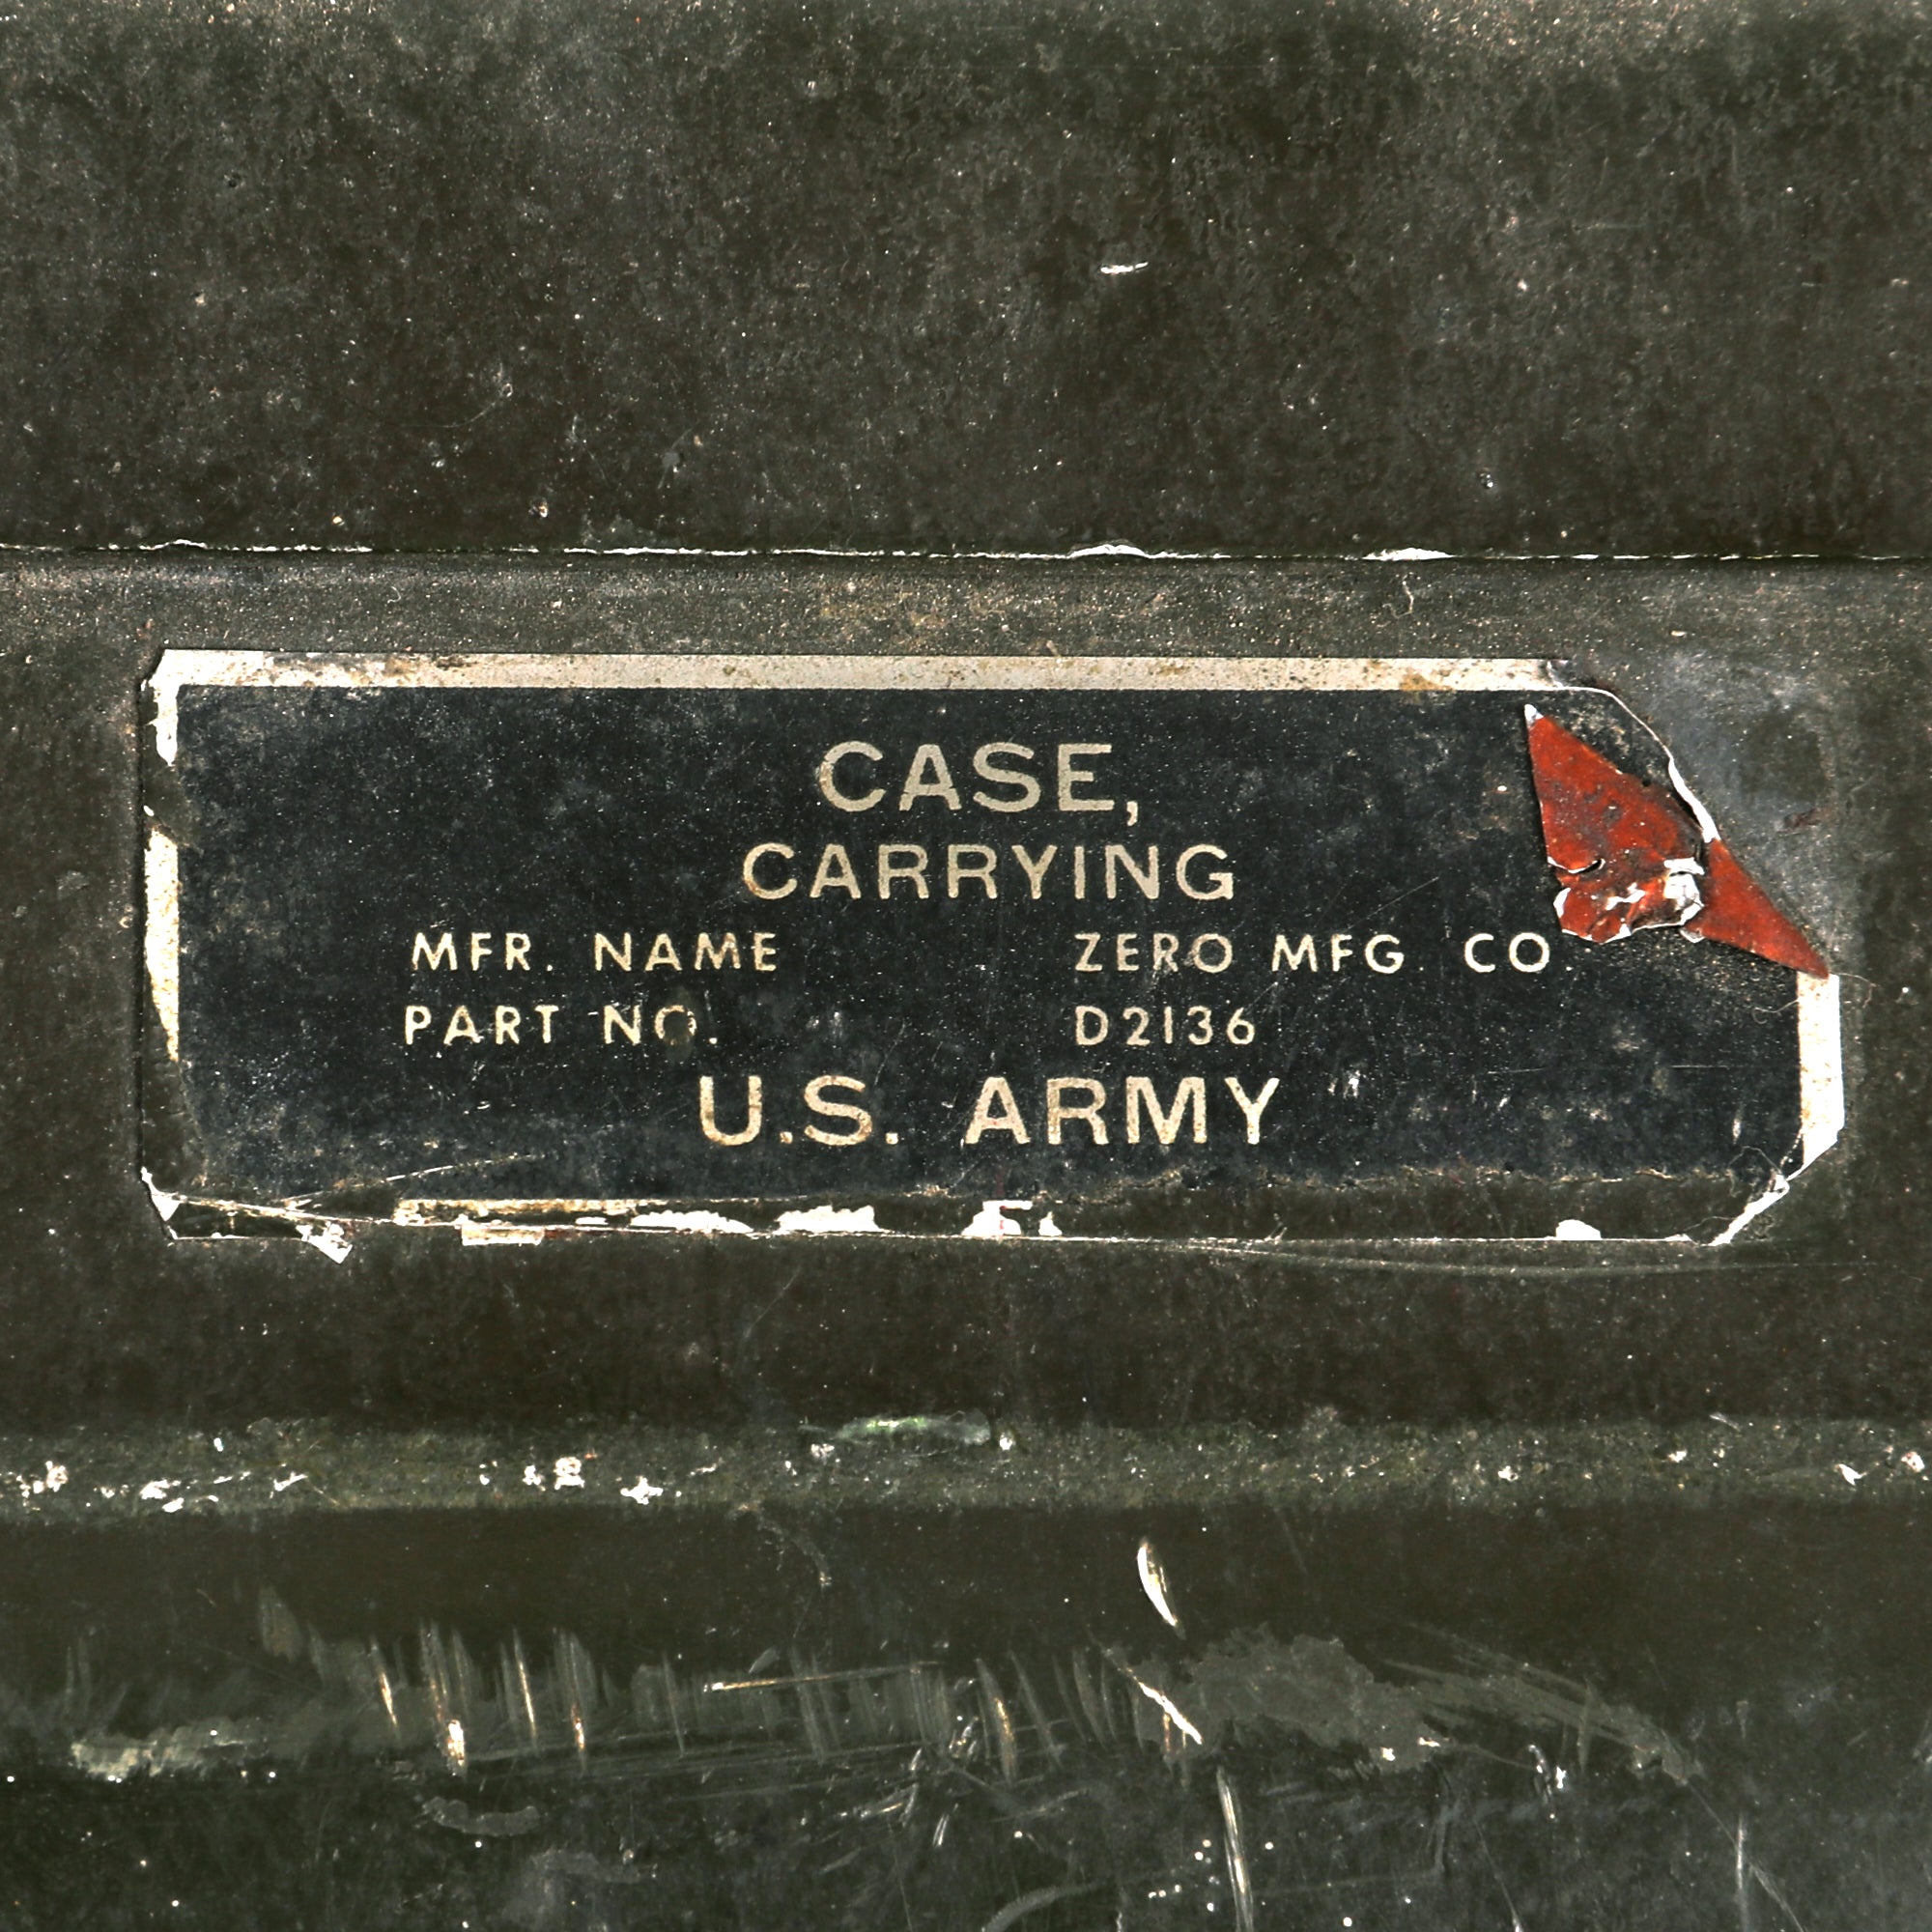 CASE,
CARRYING
MFR. NAME ZERO MFG. CO.
PART NO. D2136
U.S. ARMY